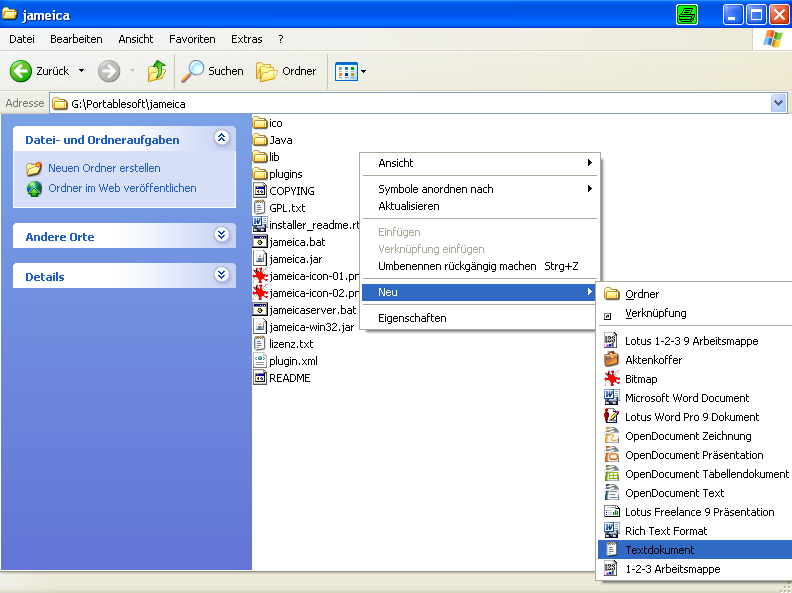 jameica
Datei Bearbeiten Ansicht Favoriten Extras ?
Zurück Suchen Ordner
Adresse G:\Portablesoft\jameica
Datei- und Ordneraufgaben
Neuen Ordner erstellen
Ordner im Web veröffentlichen
Andere Orte
Details
ico
Java
lib
plugins
COPYING
GPL.txt
installer_readme.rt
jameica.bat
jameica.jar
jameica-icon-01.pn
jameica-icon-02.pn
jameicaserver.bat
jameica-win32.jar
lizenz.txt
plugin.xml
README
Ansicht
Symbole anordnen nach
Aktualisieren
Einfügen
Verknüpfung einfügen
Umbenennen rückgängig machen Strg+Z
Neu
Eigenschaften
Ordner
Verknüpfung
Lotus 1-2-3 9 Arbeitsmappe
Aktenkoffer
Bitmap
Microsoft Word Document
Lotus Word Pro 9 Dokument
OpenDocument Zeichnung
OpenDocument Präsentation
OpenDocument Tabellendokument
OpenDocument Text
Lotus Freelance 9 Präsentation
Rich Text Format
Textdokument
1-2-3 Arbeitsmappe